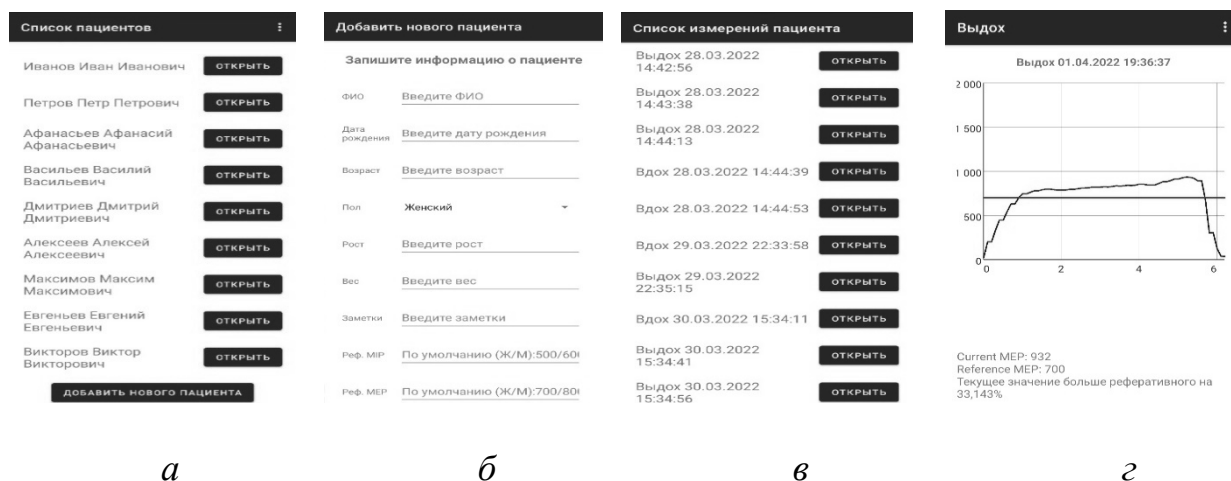 Список пациентов
Иванов Иван Иванович ОТКРЫТЬ
Петров Петр Петрович ОТКРЫТЬ
Афанасьев Афанасий
Афанасьевич ОТКРЫТЬ
Васильев Василий
Васильевич ОТКРЫТЬ
Дмитриев Дмитрий
Дмитриевич ОТКРЫТЬ
Алексеев Алексей
Алексеевич ОТКРЫТЬ
Максимов Максим
Максимович ОТКРЫТЬ
Евгеньев Евгений
Евгеньевич ОТКРЫТЬ
Викторов Виктор
Викторович ОТКРЫТЬ
ДОБАВИТЬ НОВОГО ПАЦИЕНТА
а
Добавить нового пациента
Запишите информацию о пациенте
ФИО Введите ФИО
Дата
рождения Введите дату рождения
Возраст Введите возраст
Пол Женский
Рост Введите рост
Вес Введите вес
Заметки Введите заметки
Реф. MIP По умолчанию (Ж/М):500/600
Реф. MEP По умолчанию (Ж/М):700/800
б
Список измерений пациента
Выдох 28.03.2022
14:42:56 ОТКРЫТЬ
Выдох 28.03.2022
14:43:38 ОТКРЫТЬ
Выдох 28.03.2022
14:44:13 ОТКРЫТЬ
Вдох 28.03.2022 14:44:39 ОТКРЫТЬ
Вдох 28.03.2022 14:44:53 ОТКРЫТЬ
Вдох 29.03.2022 22:33:58 ОТКРЫТЬ
Выдох 29.03.2022
22:35:15 ОТКРЫТЬ
Вдох 30.03.2022 15:34:11 ОТКРЫТЬ
Выдох 30.03.2022
15:34:41 ОТКРЫТЬ
Выдох 30.03.2022
15:34:56 ОТКРЫТЬ
в
Выдох
Выдох 01.04.2022 19:36:37
2 000
1 500
1 000
500
0
0 2 4 6
Current MEP: 932
Reference MEP: 700
Текущее значение больше реферативного на
33,143%
г